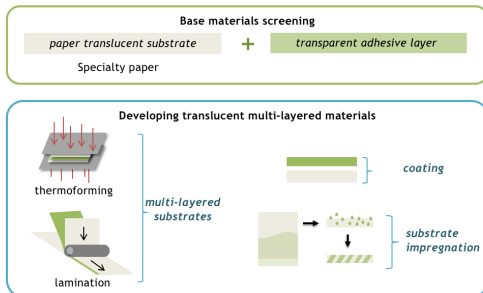 Base materials screening
paper translucent substrate
+
transparent adhesive layer
Specialty paper
Developing translucent multi-layered materials
thermoforming
multi-layered
substrates
lamination
coating
substrate
impregnation